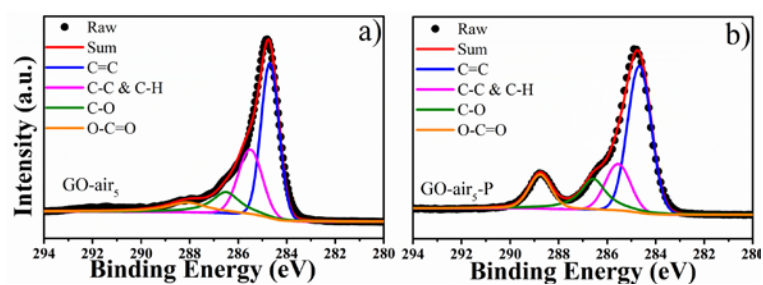 a)
Raw
Sum
C=C
C-C & C-H
C-O
O-C=O
GO-air₅
Intensity (a.u.)
294 292 290 288 286 284 282 280
Binding Energy (eV)
b)
Raw
Sum
C=C
C-C & C-H
C-O
O-C=O
GO-air₅-P
294 292 290 288 286 284 282 280
Binding Energy (eV)